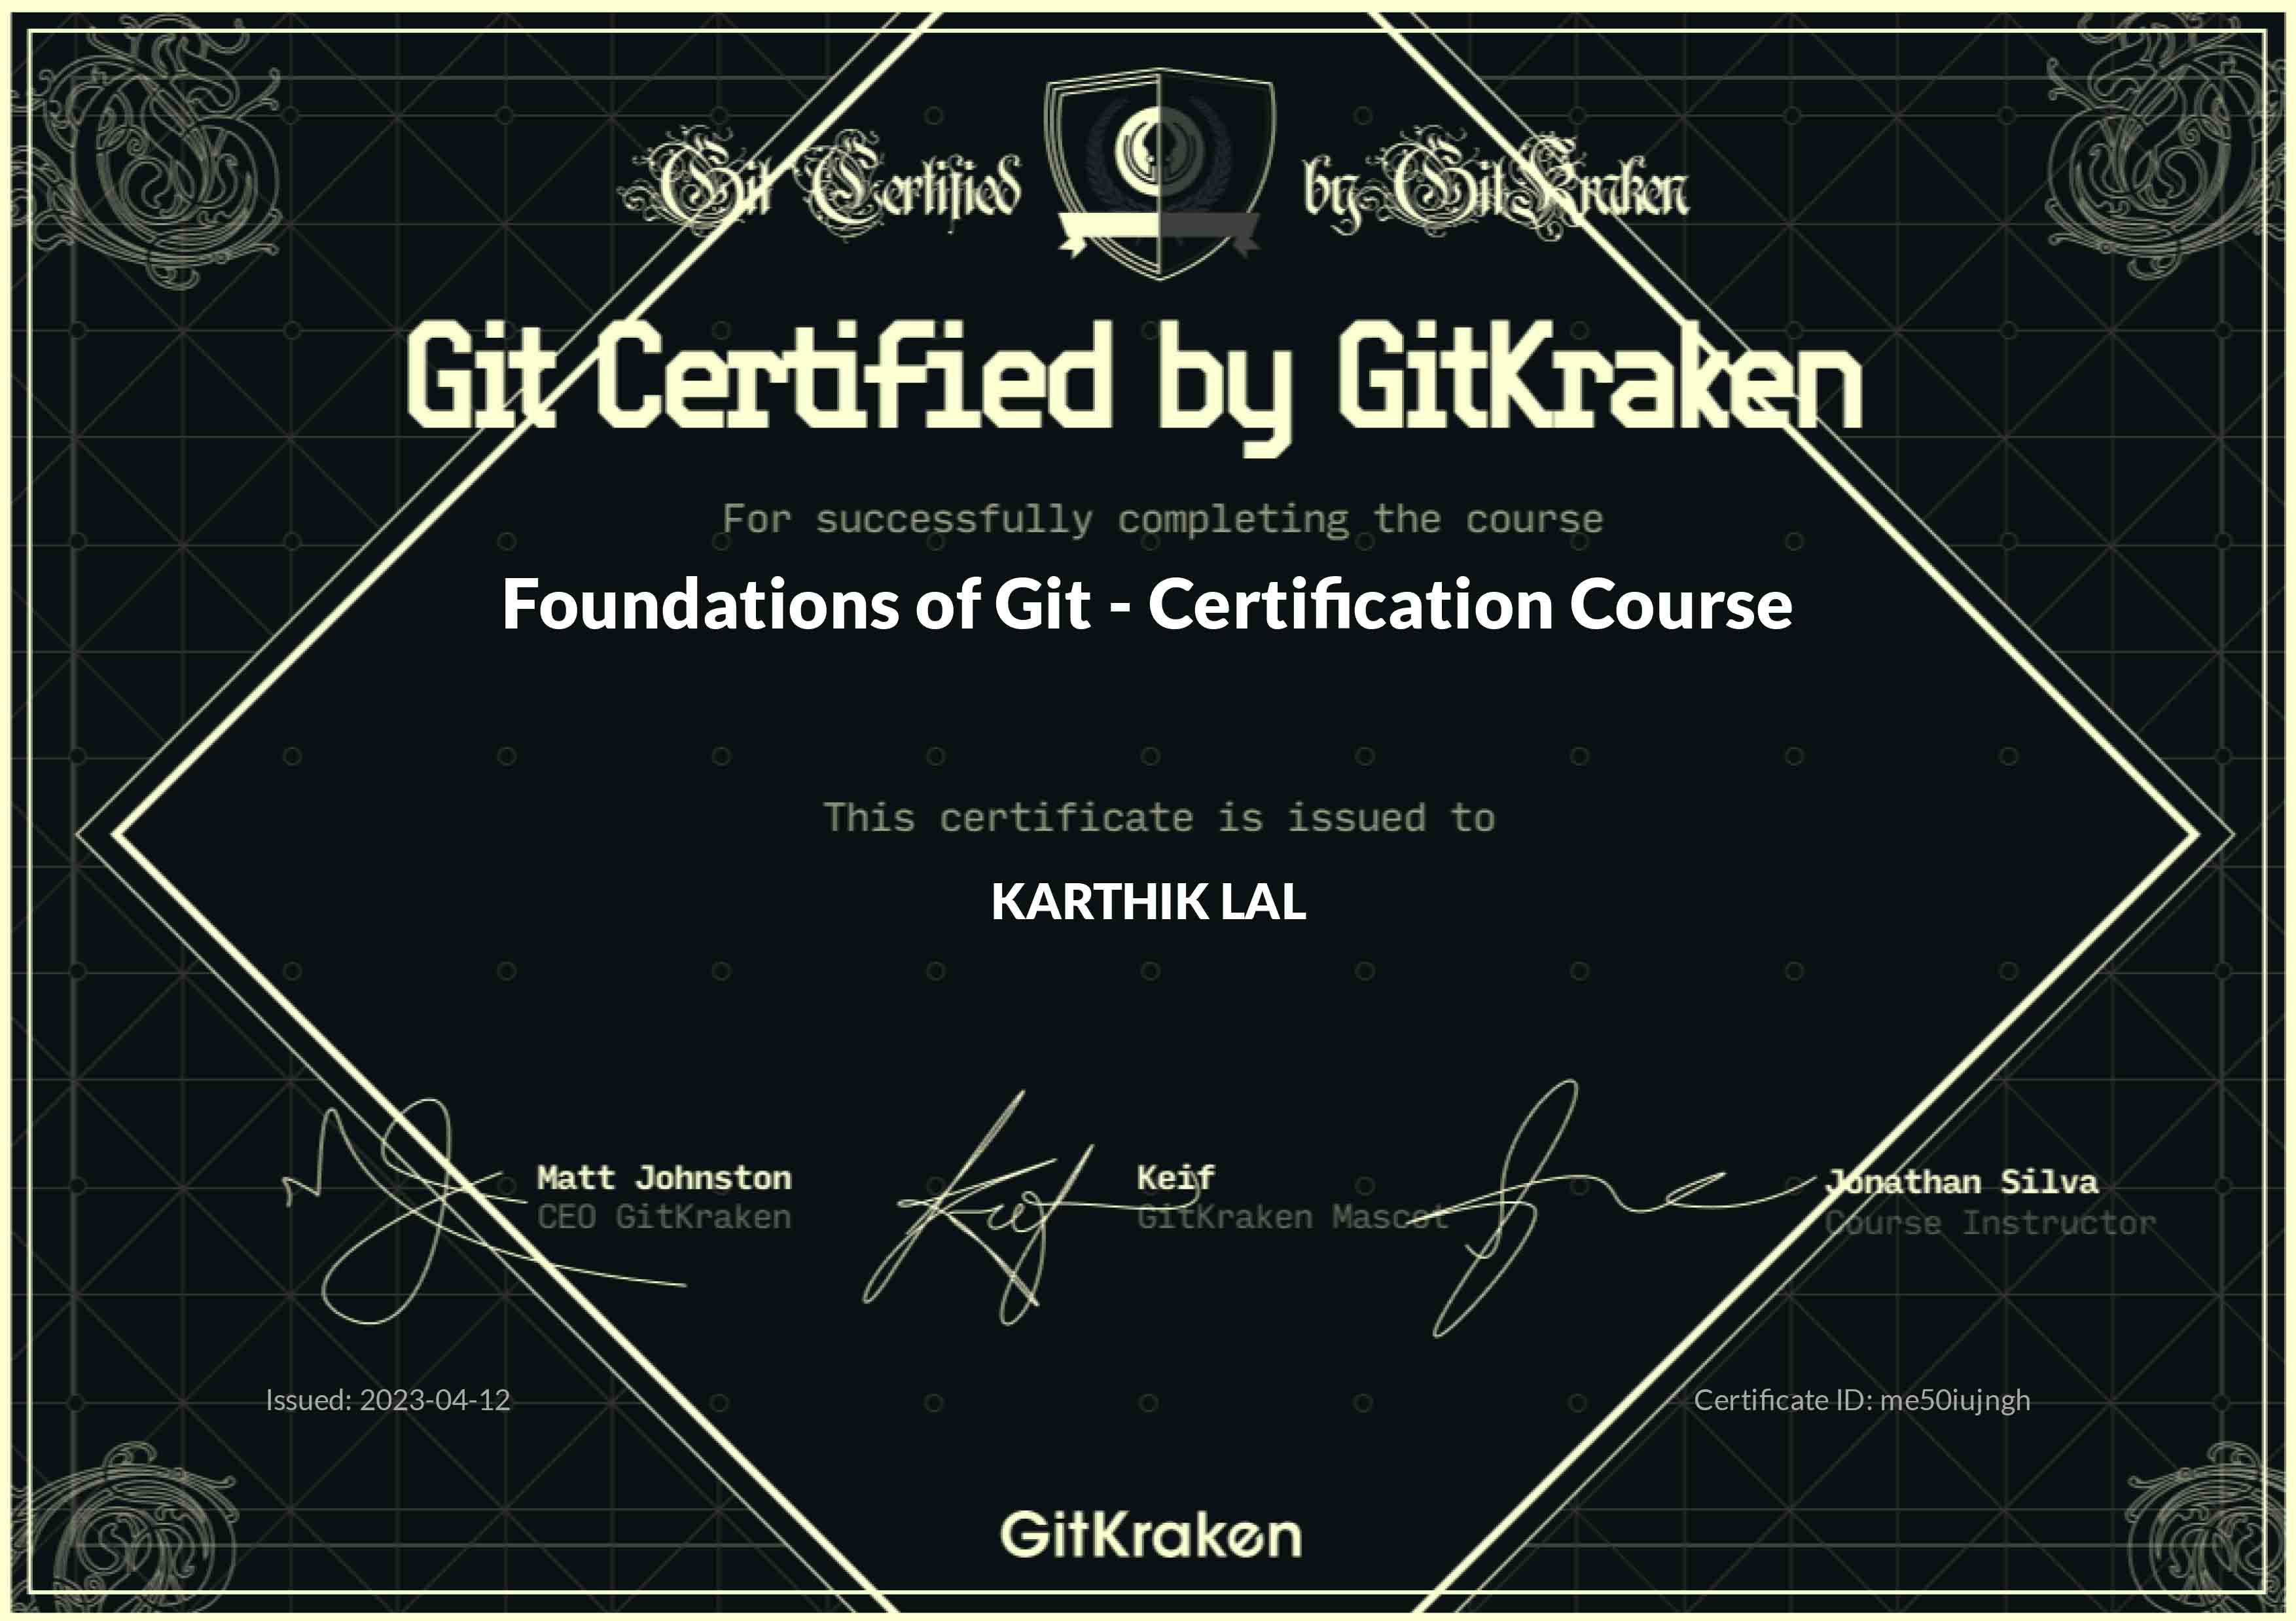 Git Certified by GitKraken
Git Certified by GitKraken
For successfully completing the course
Foundations of Git - Certification Course
This certificate is issued to
KARTHIK LAL
Matt Johnston
CEO GitKraken
Keif
GitKraken Mascot
Jonathan Silva
Course Instructor
Issued: 2023-04-12
Certificate ID: me50iujngh
GitKraken